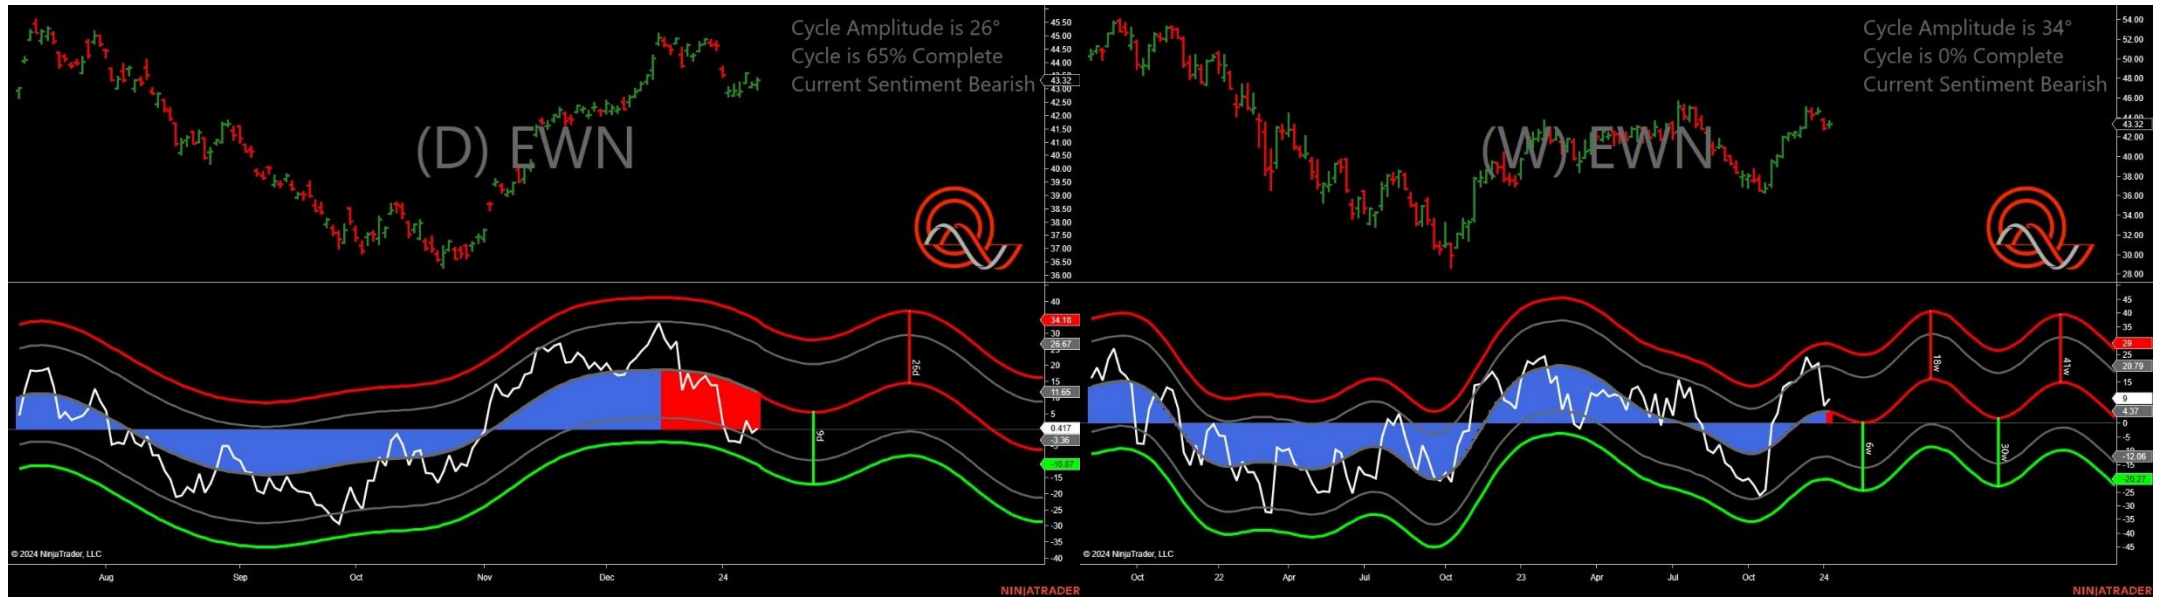 Cycle Amplitude is 26°
Cycle is 65% Complete
Current Sentiment Bearish
(D) EWN
45.50
45.00
44.50
44.00
43.32
43.00
42.50
42.00
41.50
41.00
40.50
40.00
39.50
39.00
38.50
38.00
37.50
37.00
36.50
36.00
40
34.18
30
26.67
20
15
11.65
5
0.417
-3.36
-10.87
-15
-20
-25
-30
-35
-40
26d
9d
© 2024 NinjaTrader, LLC
Aug
Sep
Oct
Nov
Dec
24
NINJATRADER
Cycle Amplitude is 34°
Cycle is 0% Complete
Current Sentiment Bearish
(W) EWN
54.00
52.00
50.00
48.00
46.00
44.00
43.32
42.00
40.00
38.00
36.00
34.00
32.00
30.00
28.00
45
40
35
29
25
20.79
15
9
4.37
0
-5
-12.06
-15
-20.27
-25
-30
-35
-40
-45
18w
41w
6w
30w
© 2024 NinjaTrader, LLC
Oct
22
Apr
Jul
Oct
23
Apr
Jul
Oct
24
NINJATRADER